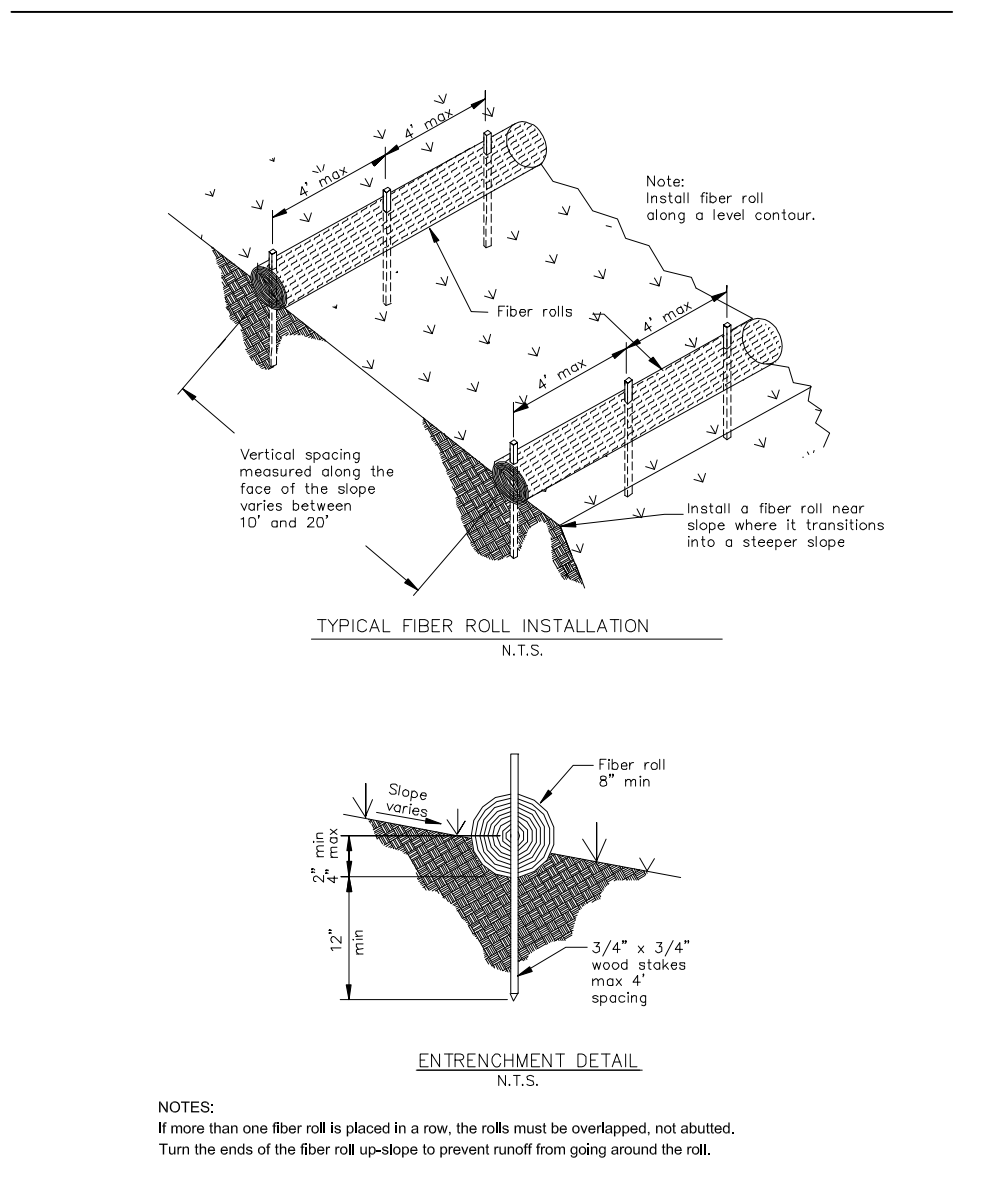 4' max
4' max
Note:
Install fiber roll
along a level contour.
Fiber rolls
4' max
4' max
Vertical spacing
measured along the
face of the slope
varies between
10' and 20'
Install a fiber roll near
slope where it transitions
into a steeper slope
TYPICAL FIBER ROLL INSTALLATION
N.T.S.
Fiber roll
8" min
Slope
varies
2" min
4" max
12"
min
3/4" x 3/4"
wood stakes
max 4'
spacing
ENTRENCHMENT DETAIL
N.T.S.
NOTES:
If more than one fiber roll is placed in a row, the rolls must be overlapped, not abutted.
Turn the ends of the fiber roll up-slope to prevent runoff from going around the roll.